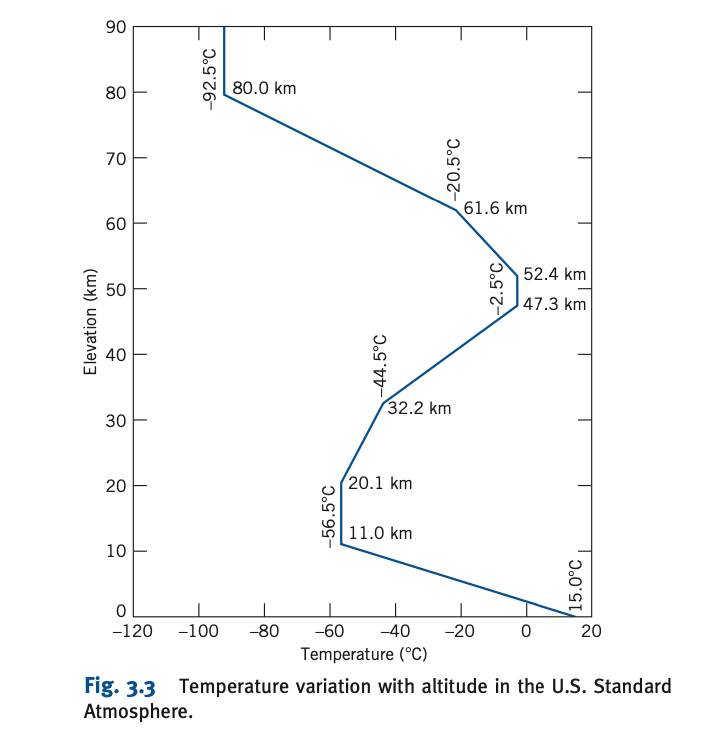 90
80
70
60
50
40
30
20
10
0
Elevation (km)
–92.5°C
80.0 km
–20.5°C
61.6 km
52.4 km
–2.5°C
47.3 km
–44.5°C
32.2 km
20.1 km
–56.5°C
11.0 km
15.0°C
–120 –100 –80 –60 –40 –20 0 20
Temperature (°C)
Fig. 3.3 Temperature variation with altitude in the U.S. Standard
Atmosphere.